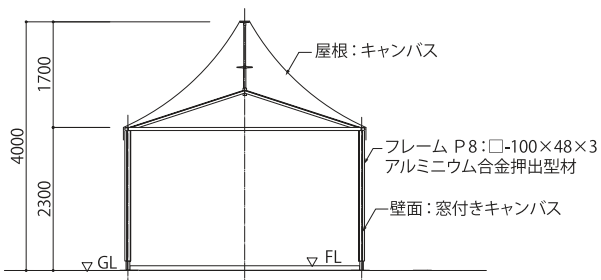 屋根：キャンバス
1700
4000
フレーム P8：□-100×48×3
アルミニウム合金押出型材
2300
壁面：窓付きキャンバス
▽ GL
▽ FL